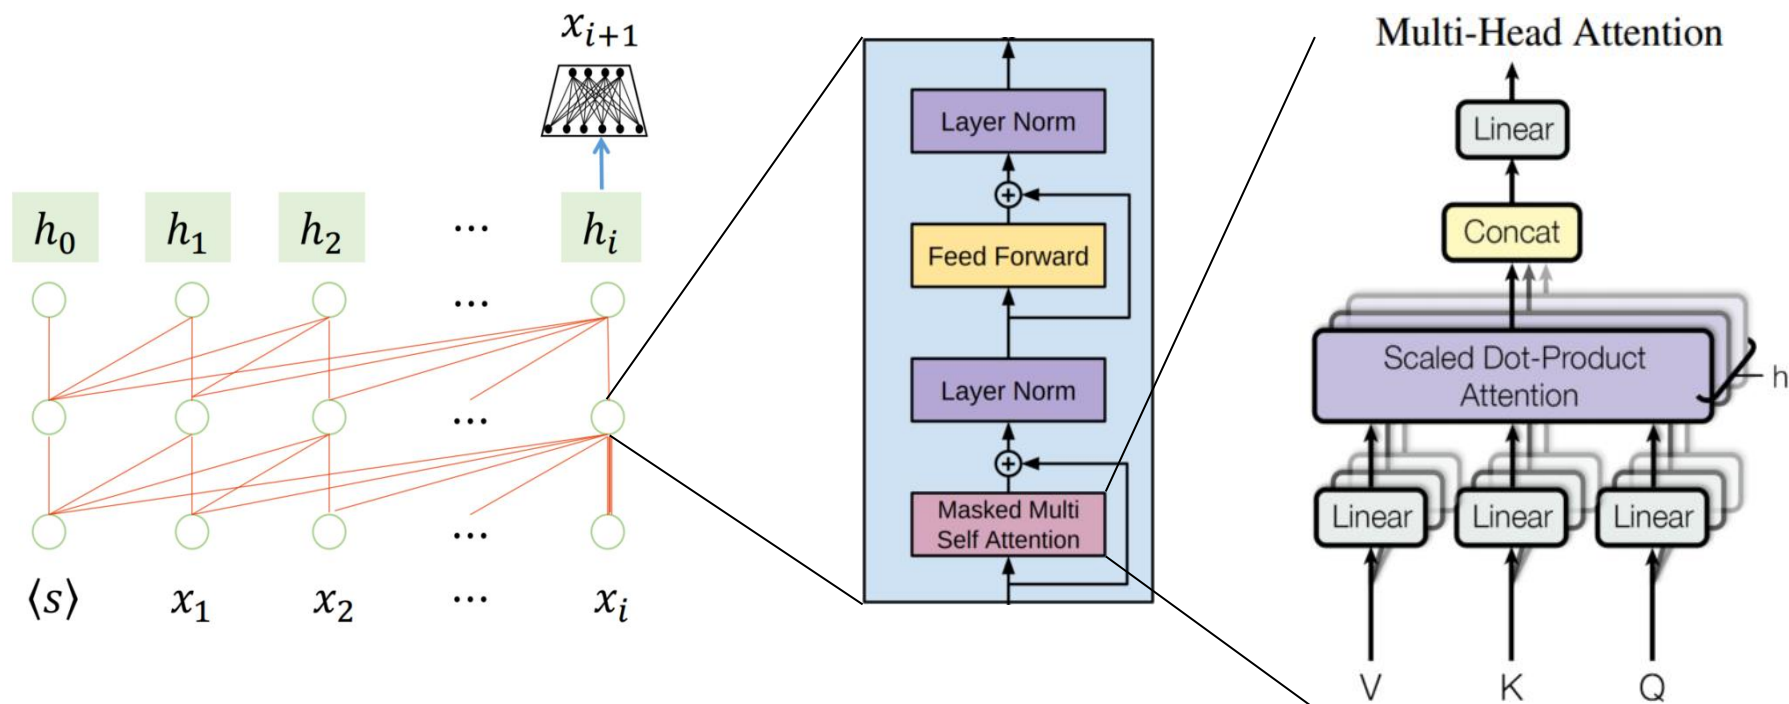 x_{i+1}
h_0 h_1 h_2 ... h_i
...
...
...
⟨s⟩ x_1 x_2 ... x_i
Layer Norm
+
Feed Forward
Layer Norm
+
Masked Multi
Self Attention
Multi-Head Attention
Linear
Concat
Scaled Dot-Product
Attention
h
Linear Linear Linear
V K Q